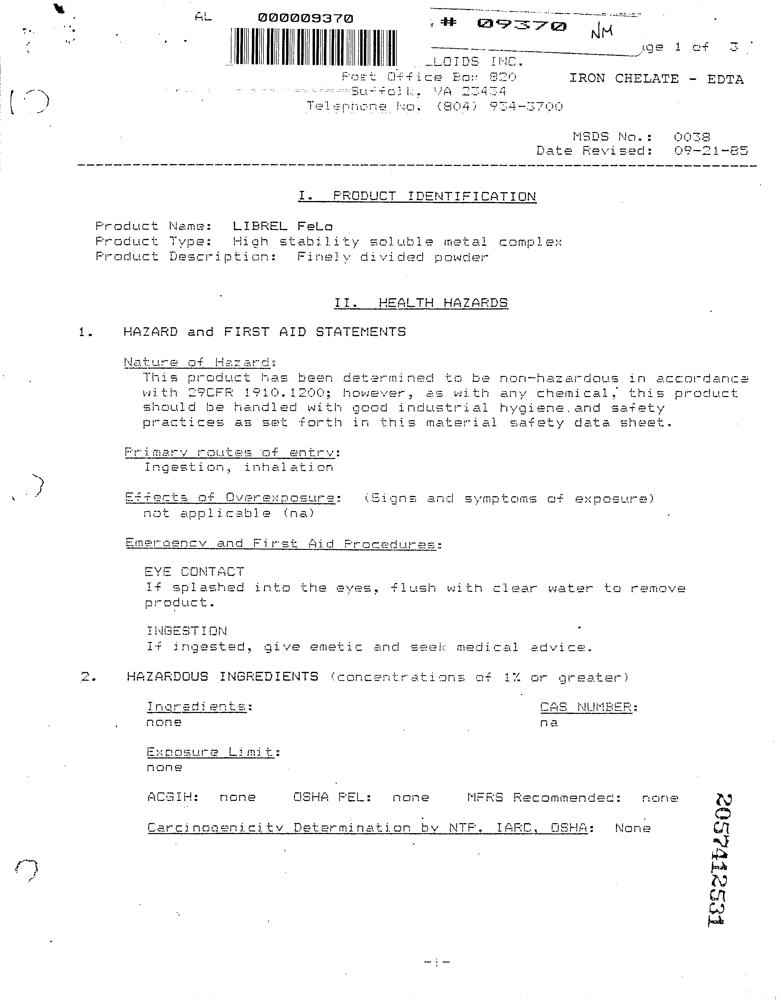 AL 000009370 # 09370 NM
age 1 of 3
LOIDS INC.
Post Office Box 820 IRON CHELATE - EDTA
Suffolk, VA 23434
Telephone No. (804) 934-3700
MSDS No.: 0038
Date Revised: 09-21-85
I. PRODUCT IDENTIFICATION
Product Name: LIBREL FeLo
Product Type: High stability soluble metal complex
Product Description: Finely divided powder
II. HEALTH HAZARDS
1. HAZARD and FIRST AID STATEMENTS
Nature of Hazard:
This product has been determined to be non-hazardous in accordance
with 29CFR 1910.1200; however, as with any chemical, this product
should be handled with good industrial hygiene and safety
practices as set forth in this material safety data sheet.
Primary routes of entry:
Ingestion, inhalation
Effects of Overexposure: (Signs and symptoms of exposure)
not applicable (na)
Emergency and First Aid Procedures:
EYE CONTACT
If splashed into the eyes, flush with clear water to remove
product.
INGESTION
If ingested, give emetic and seek medical advice.
2. HAZARDOUS INGREDIENTS (concentrations of 1% or greater)
Ingredients: CAS NUMBER:
none na
Exposure Limit:
none
ACGIH: none OSHA PEL: none MFRS Recommended: none
Carcinogenicity Determination by NTP, IARC, OSHA: None
2057412531
-1-